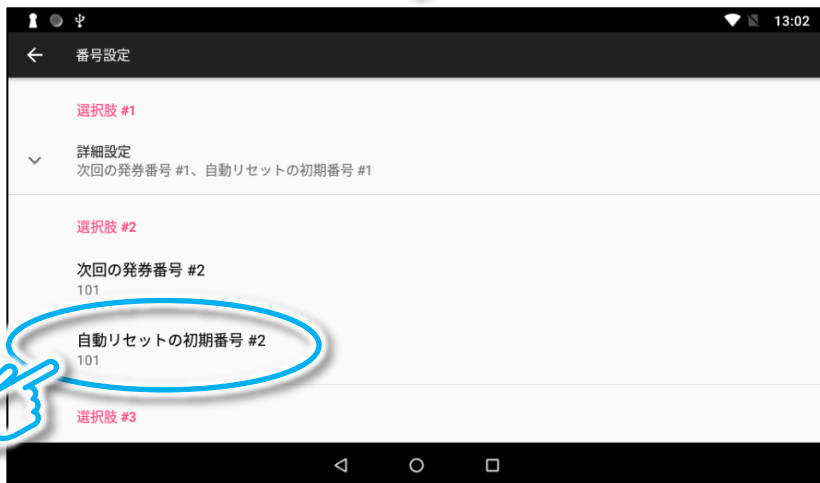 13:02
番号設定
選択肢 #1
詳細設定
次回の発券番号 #1、自動リセットの初期番号 #1
選択肢 #2
次回の発券番号 #2
101
自動リセットの初期番号 #2
101
選択肢 #3